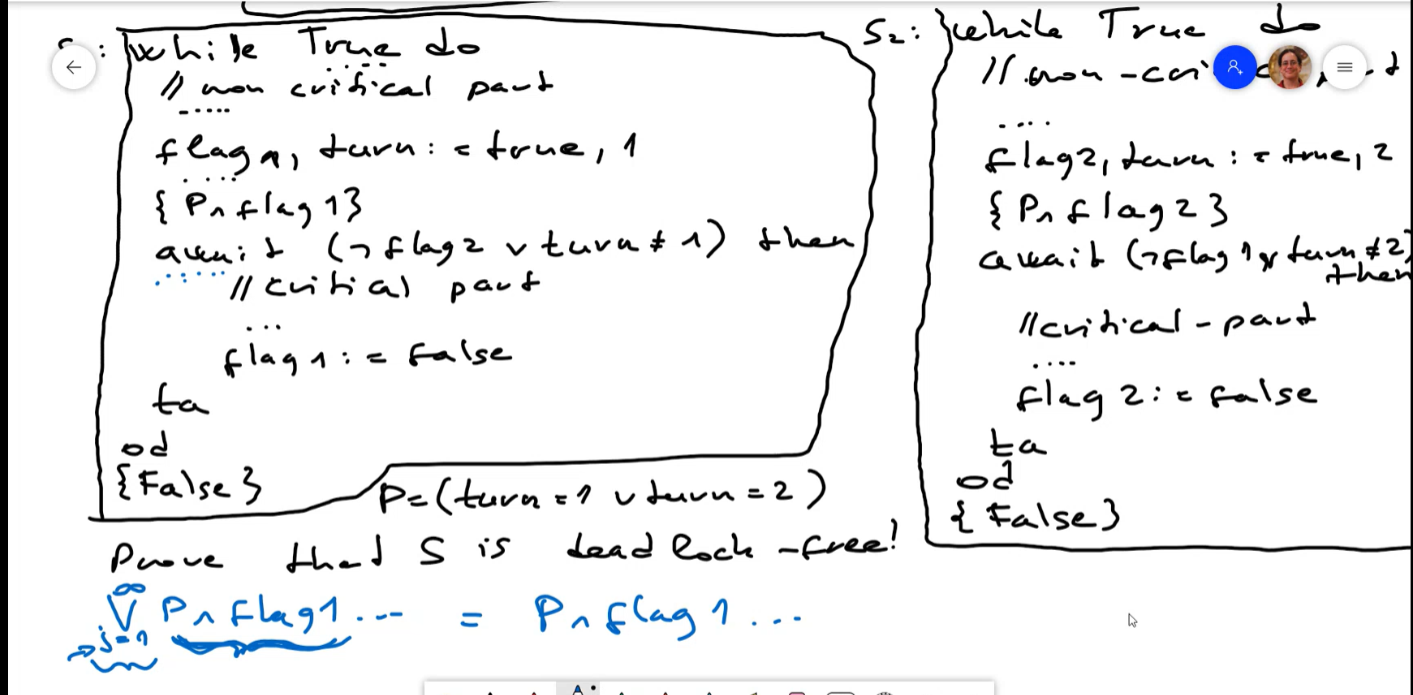 S1: while True do
// non critical part
.....
flag1, turn := true, 1
....
{P∧flag1}
await (¬flag2 ∨ turn≠1) then
// critical part
...
flag1 := false
ta
od
{False}
P=(turn=1 ∨ turn=2)
Prove that S is deadlock-free!
∞
∨ P∧flag1... = P∧flag1...
j=1
S2: while True do
....
flag2, turn := true, 2
{P∧flag2}
await (¬flag1 ∨ turn≠2)
then
//critical-part
....
flag2 := false
ta
od
{False}